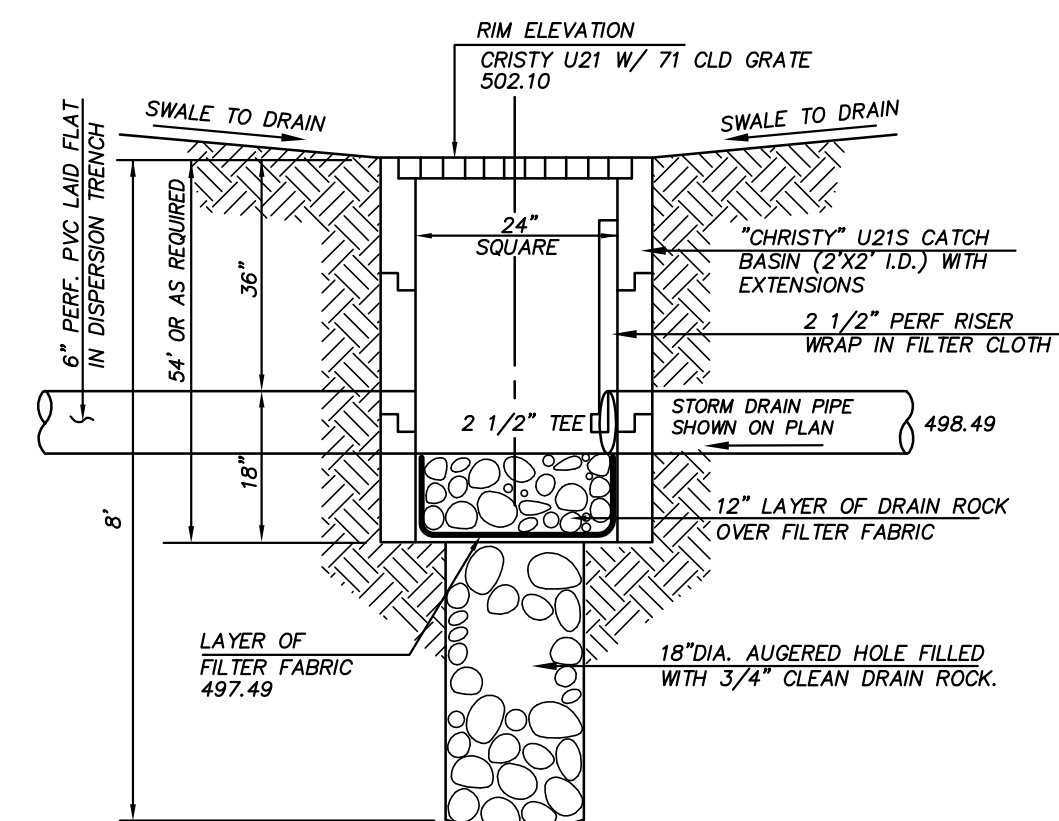 RIM ELEVATION
CRISTY U21 W/ 71 CLD GRATE
502.10
SWALE TO DRAIN
SWALE TO DRAIN
6" PERF. PVC LAID FLAT
IN DISPERSION TRENCH
54' OR AS REQUIRED
36"
24"
SQUARE
"CHRISTY" U21S CATCH
BASIN (2'X2' I.D.) WITH
EXTENSIONS
2 1/2" PERF RISER
WRAP IN FILTER CLOTH
2 1/2" TEE
STORM DRAIN PIPE
SHOWN ON PLAN
498.49
18"
8'
12" LAYER OF DRAIN ROCK
OVER FILTER FABRIC
LAYER OF
FILTER FABRIC
497.49
18"DIA. AUGERED HOLE FILLED
WITH 3/4" CLEAN DRAIN ROCK.